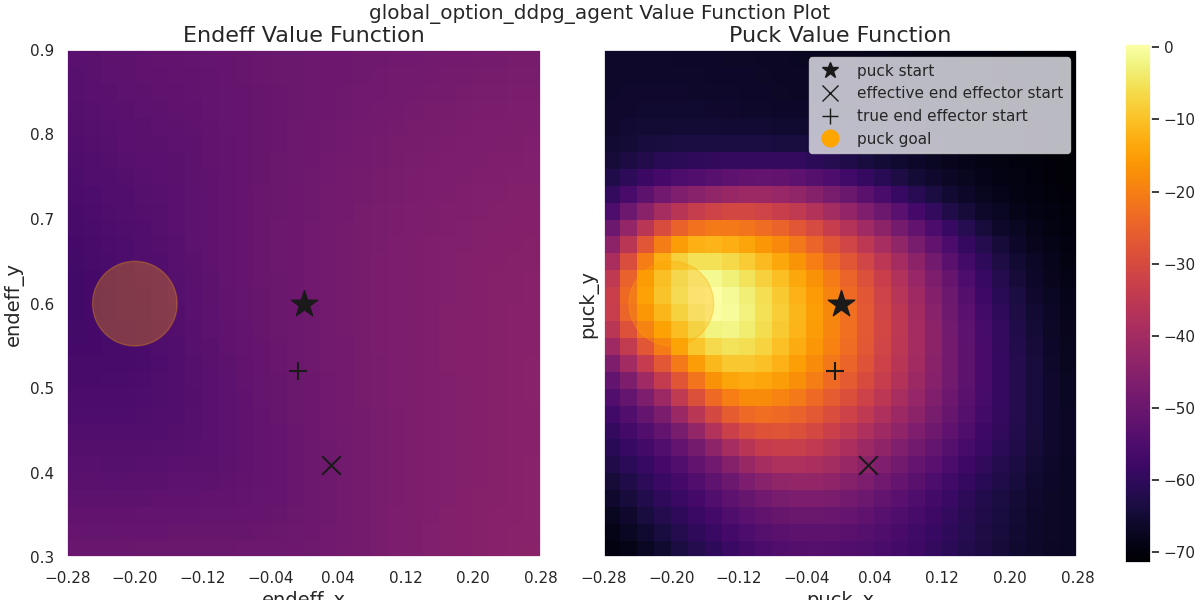 global_option_ddpg_agent Value Function Plot
Endeff Value Function
Puck Value Function
puck start
effective end effector start
true end effector start
puck goal
0.9
0.8
0.7
0.6
0.5
0.4
0.3
endeff_y
−0.28 −0.20 −0.12 −0.04 0.04 0.12 0.20 0.28
endeff_x
puck_y
−0.28 −0.20 −0.12 −0.04 0.04 0.12 0.20 0.28
puck_x
0
−10
−20
−30
−40
−50
−60
−70